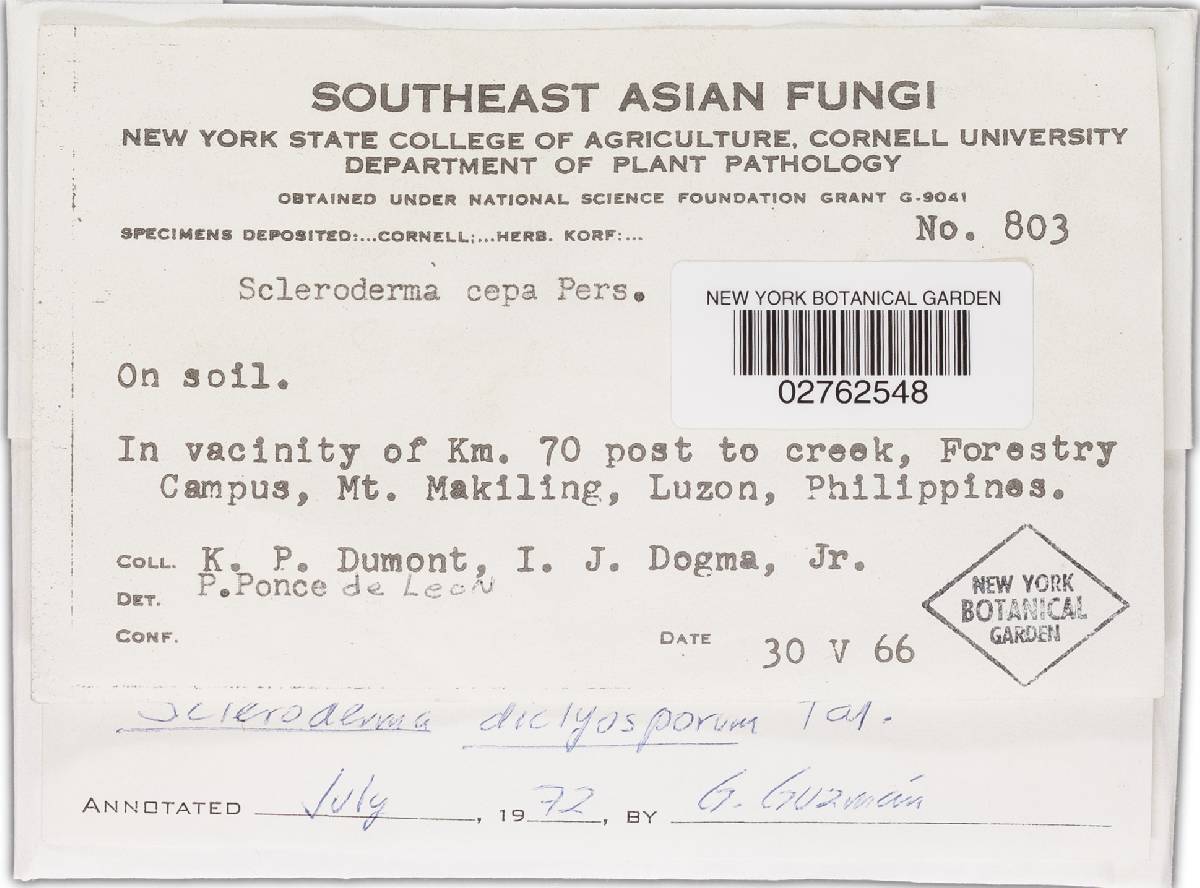 SOUTHEAST ASIAN FUNGI
NEW YORK STATE COLLEGE OF AGRICULTURE, CORNELL UNIVERSITY
DEPARTMENT OF PLANT PATHOLOGY
OBTAINED UNDER NATIONAL SCIENCE FOUNDATION GRANT G-9041
SPECIMENS DEPOSITED:...CORNELL;...HERB. KORF:...
No. 803
Scleroderma cepa Pers.
NEW YORK BOTANICAL GARDEN
02762548
On soil.
In vacinity of Km. 70 post to creek, Forestry
Campus, Mt. Makiling, Luzon, Philippines.
COLL. K. P. Dumont, I. J. Dogma, Jr.
DET. P.Ponce de Leon
CONF.
DATE 30 V 66
NEW YORK
BOTANICAL
GARDEN
Scleroderma dictyosporum Pat.
ANNOTATED July, 1972, BY G. Guzmán